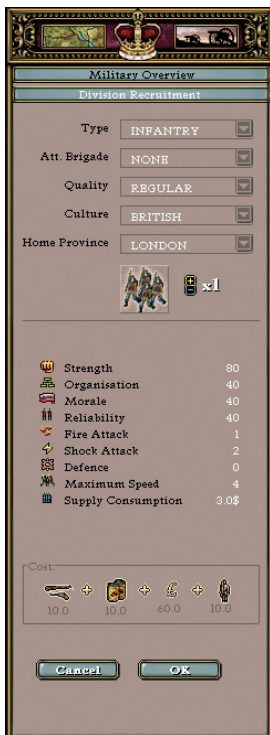 Military Overview
Division Recruitment
Type INFANTRY
Att. Brigade NONE
Quality REGULAR
Culture BRITISH
Home Province LONDON
x1
Strength 80
Organisation 40
Morale 40
Reliability 40
Fire Attack 1
Shock Attack 2
Defence 0
Maximum Speed 4
Supply Consumption 3.0$
Cost.
+ + £ +
10.0 10.0 60.0 10.0
Cancel OK